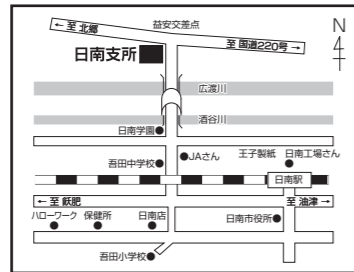 ← 至 北郷
益安交差点
至 国道220号 →
N
4
日南支所
広渡川
酒谷川
日南学園
吾田中学校
JAさん
王子製紙 日南工場さん
日南駅
← 至 飫肥
至 油津 →
ハローワーク 保健所 日南店
日南市役所
吾田小学校